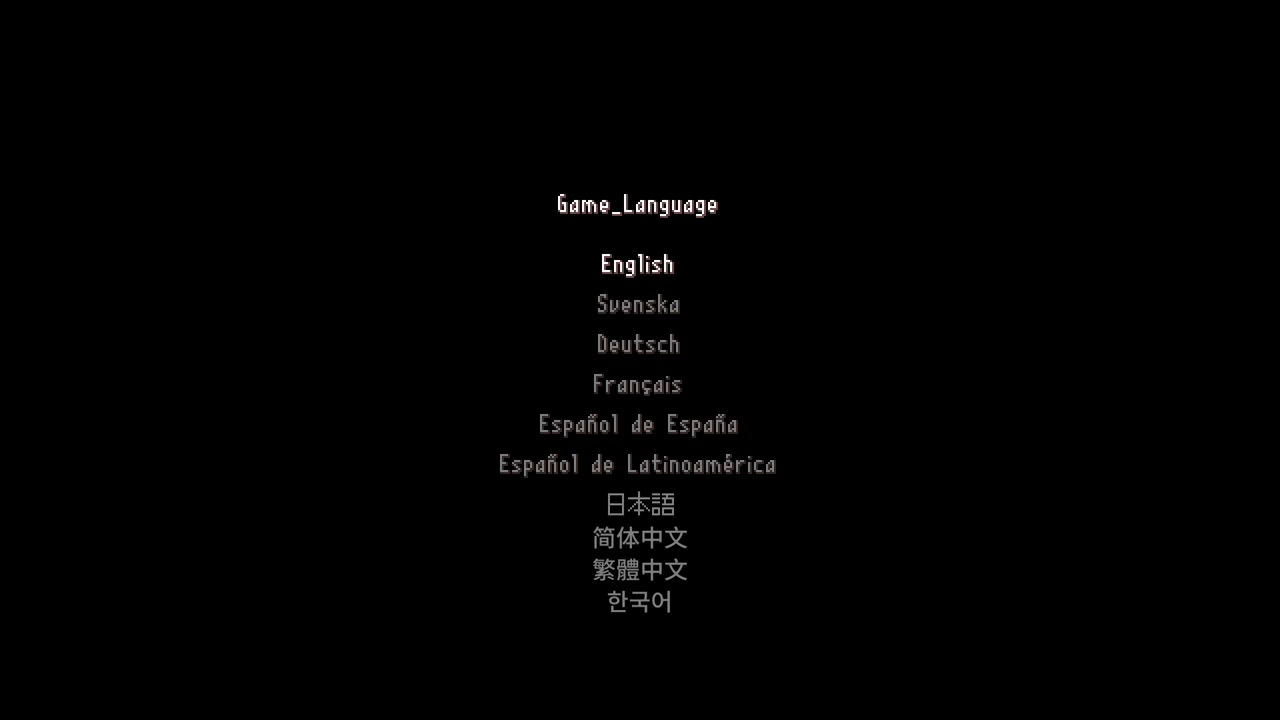 Game_Language
English
Svenska
Deutsch
Français
Español de España
Español de Latinoamérica
日本語
简体中文
繁體中文
한국어